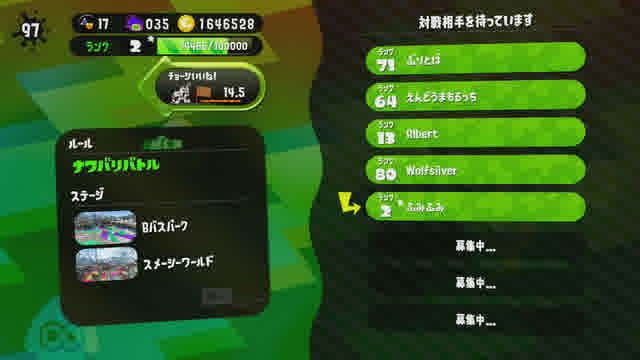 97
17
035
1646528
ランク 2*
チョーシいいね!
14.5
ルール
ナワバリバトル
ステージ
Bバスパーク
スメーシーワールド
対戦相手を待っています
ランク 71 ぷりとぱ
ランク 64 えんどうまもるっち
ランク 13 Albert
ランク 80 Wolfsilver
ランク 2* ふみふみ
募集中...
募集中...
募集中...